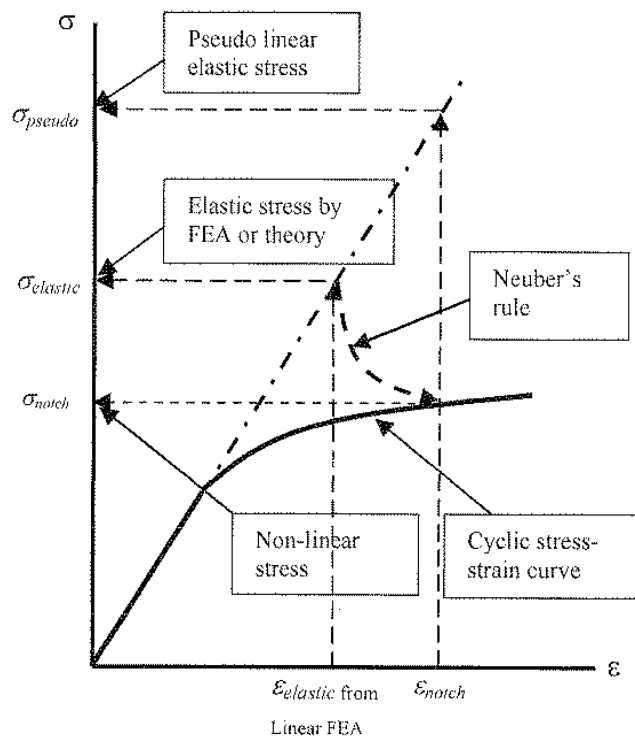 σ
Pseudo linear
elastic stress
σpseudo
Elastic stress by
FEA or theory
σelastic
Neuber's
rule
σnotch
Non-linear
stress
Cyclic stress-
strain curve
ε
εelastic from
εnotch
Linear FEA